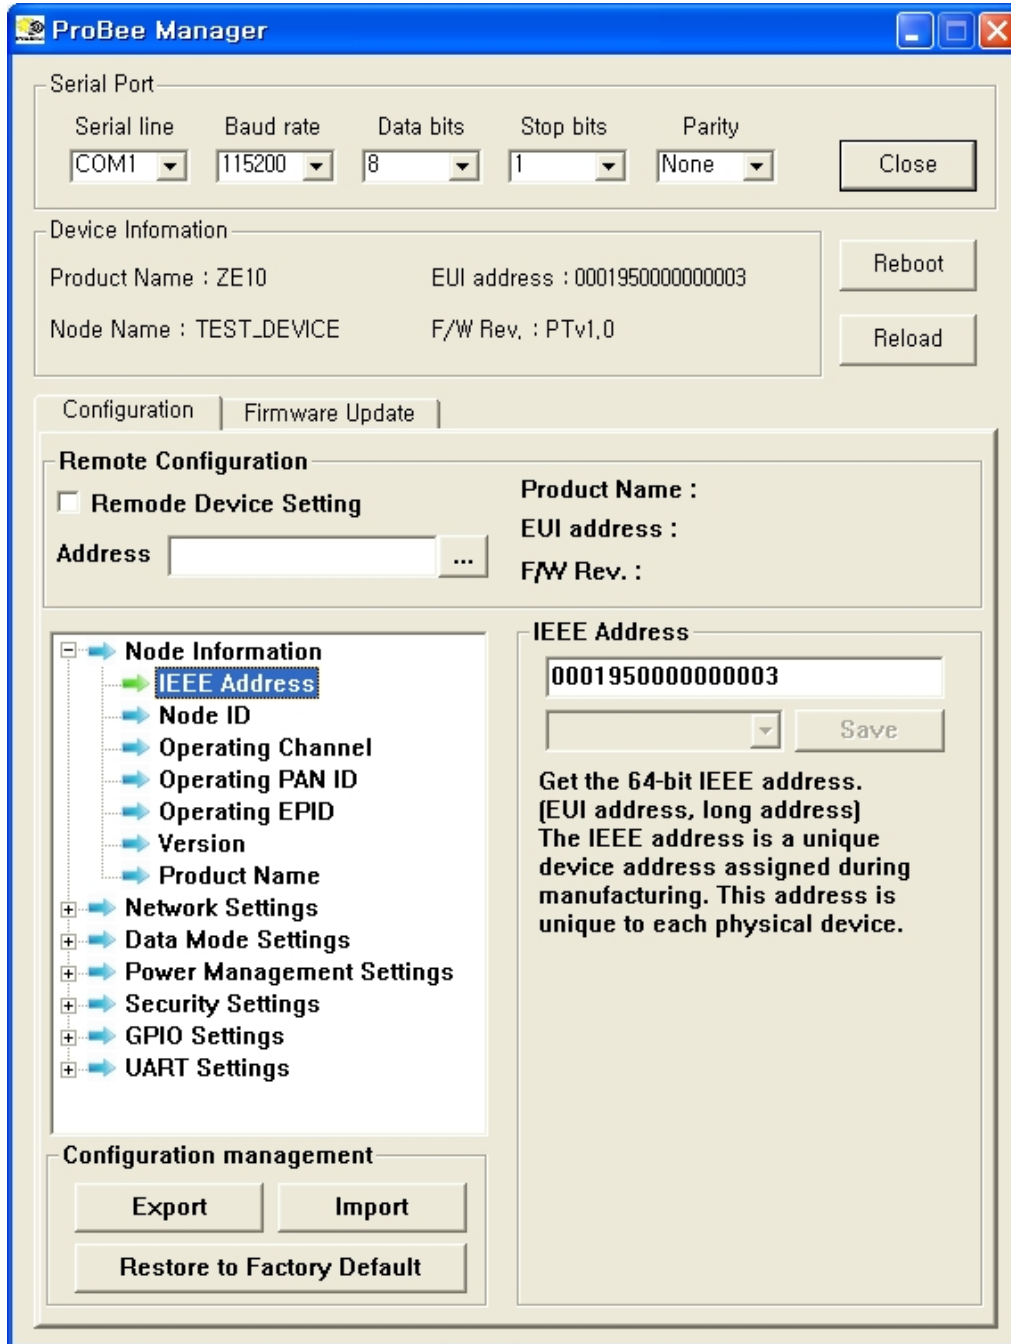 ProBee Manager
Serial Port
Serial line Baud rate Data bits Stop bits Parity
COM1 115200 8 1 None Close
Device Infomation
Product Name : ZE10 EUI address : 0001950000000003
Node Name : TEST_DEVICE F/W Rev. : PTv1.0
Reboot
Reload
Configuration Firmware Update
Remote Configuration
Remode Device Setting
Address ...
Product Name :
EUI address :
F/W Rev. :
Node Information
IEEE Address
Node ID
Operating Channel
Operating PAN ID
Operating EPID
Version
Product Name
Network Settings
Data Mode Settings
Power Management Settings
Security Settings
GPIO Settings
UART Settings
IEEE Address
0001950000000003
Save
Get the 64-bit IEEE address.
(EUI address, long address)
The IEEE address is a unique
device address assigned during
manufacturing. This address is
unique to each physical device.
Configuration management
Export Import
Restore to Factory Default